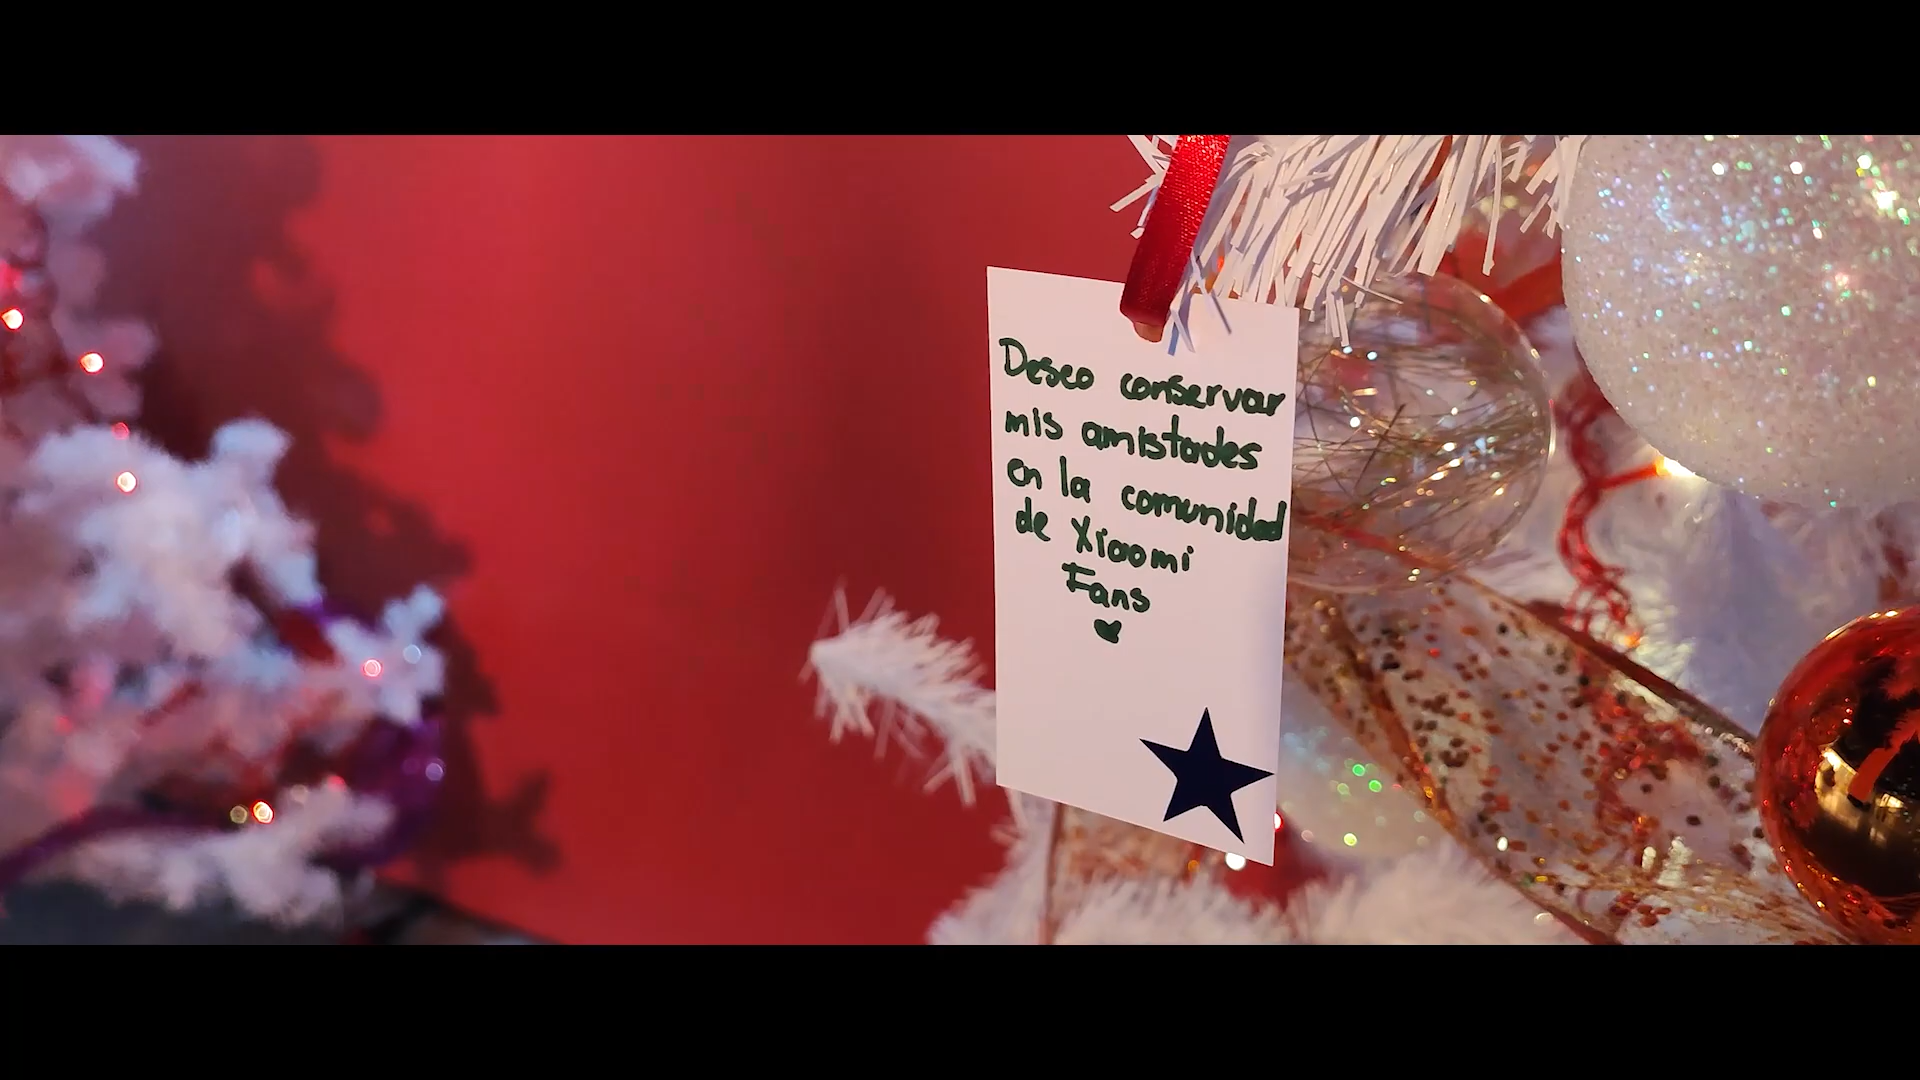 Deseo conservar
mis amistades
en la comunidad
de Xiaomi
Fans